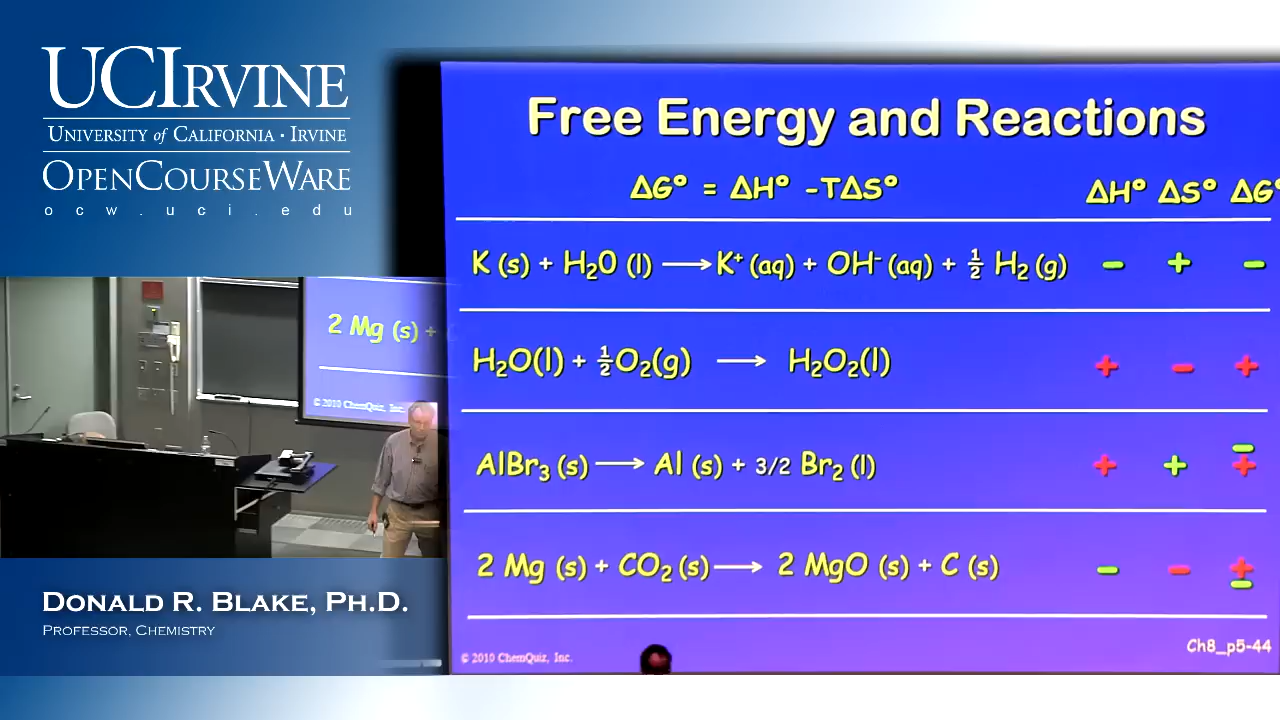 UCIRVINE
UNIVERSITY of CALIFORNIA · IRVINE
OPENCOURSEWARE
ocw.uci.edu
Free Energy and Reactions
ΔG° = ΔH° -TΔS° ΔH° ΔS° ΔG°
K (s) + H₂O (l) ⟶ K⁺ (aq) + OH⁻ (aq) + ½ H₂ (g) − + −
H₂O(l) + ½O₂(g) ⟶ H₂O₂(l) + − +
AlBr₃ (s) ⟶ Al (s) + 3/2 Br₂ (l) + + ∓
2 Mg (s) + CO₂ (s) ⟶ 2 MgO (s) + C (s) − − ±
© 2010 ChemQuiz, Inc.
Ch8_p5-44
2 Mg (s) +
© 2010 ChemQuiz, Inc.
DONALD R. BLAKE, PH.D.
PROFESSOR, CHEMISTRY